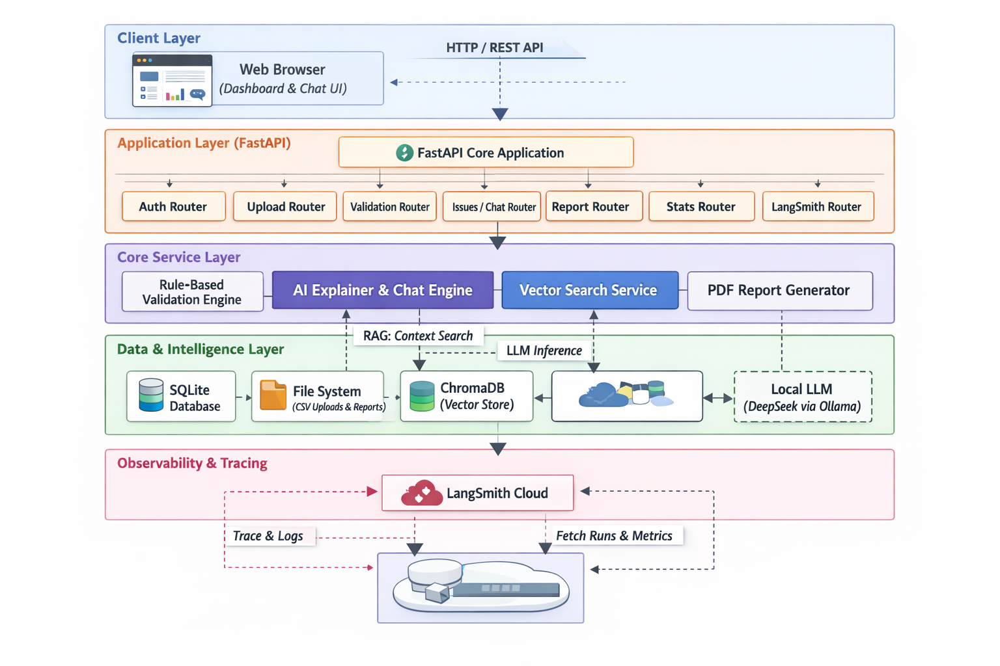 Client Layer
HTTP / REST API
Web Browser
(Dashboard & Chat UI)
Application Layer (FastAPI)
FastAPI Core Application
Auth Router
Upload Router
Validation Router
Issues / Chat Router
Report Router
Stats Router
LangSmith Router
Core Service Layer
Rule-Based
Validation Engine
AI Explainer & Chat Engine
Vector Search Service
PDF Report Generator
RAG: Context Search
LLM Inference
Data & Intelligence Layer
SQLite
Database
File System
(CSV Uploads & Reports)
ChromaDB
(Vector Store)
Local LLM
(DeepSeek via Ollama)
Observability & Tracing
LangSmith Cloud
Trace & Logs
Fetch Runs & Metrics